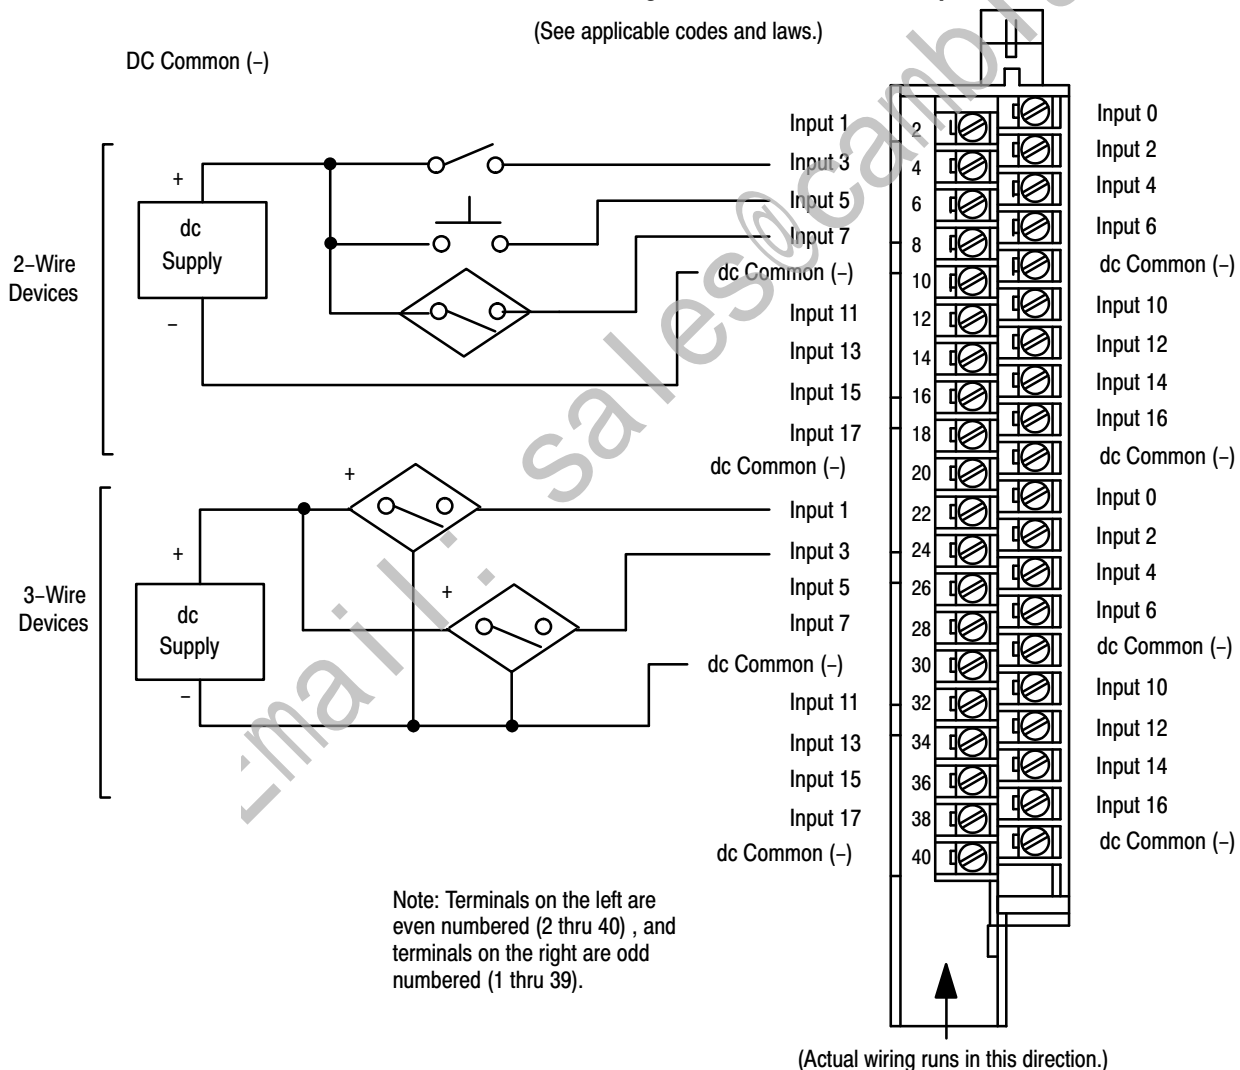 (See applicable codes and laws.)
DC Common (–)
2–Wire
Devices
+
dc
Supply
–
3–Wire
Devices
+
dc
Supply
–
+
+
Input 1
Input 3
Input 5
Input 7
dc Common (–)
Input 11
Input 13
Input 15
Input 17
dc Common (–)
Input 1
Input 3
Input 5
Input 7
dc Common (–)
Input 11
Input 13
Input 15
Input 17
dc Common (–)
2
4
6
8
10
12
14
16
18
20
22
24
26
28
30
32
34
36
38
40
Input 0
Input 2
Input 4
Input 6
dc Common (–)
Input 10
Input 12
Input 14
Input 16
dc Common (–)
Input 0
Input 2
Input 4
Input 6
dc Common (–)
Input 10
Input 12
Input 14
Input 16
dc Common (–)
Note: Terminals on the left are
even numbered (2 thru 40) , and
terminals on the right are odd
numbered (1 thru 39).
(Actual wiring runs in this direction.)
Email: sales@cambr